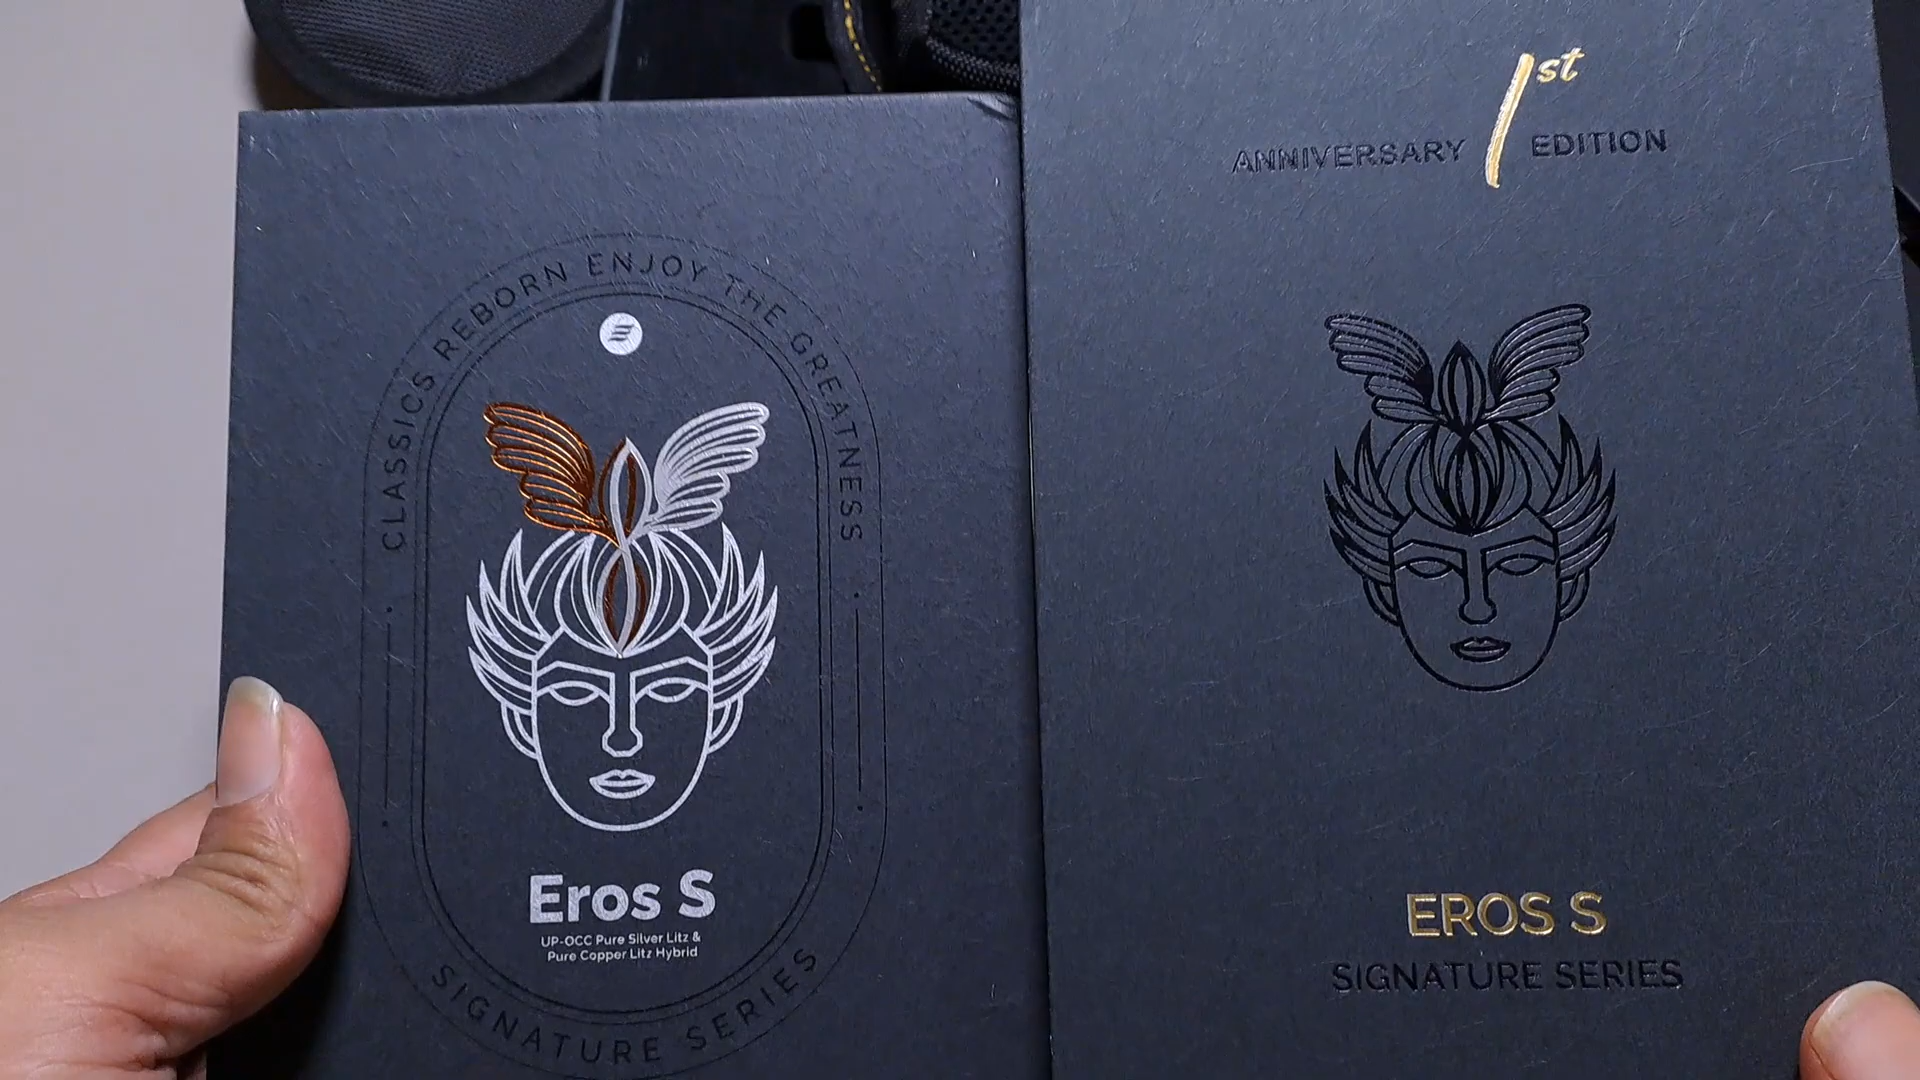 CLASSICS REBORN ENJOY THE GREATNESS
Eros S
UP-OCC Pure Silver Litz &
Pure Copper Litz Hybrid
SIGNATURE SERIES
1st
ANNIVERSARY EDITION
EROS S
SIGNATURE SERIES